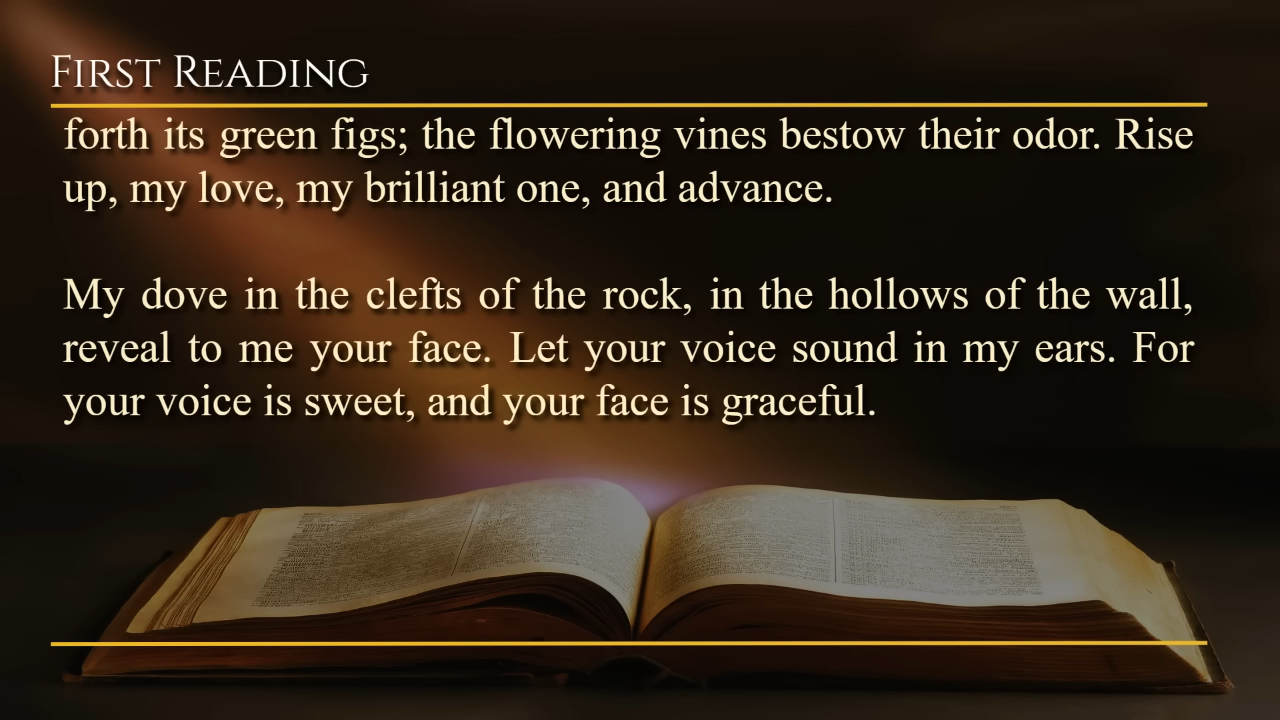 First Reading
forth its green figs; the flowering vines bestow their odor. Rise
up, my love, my brilliant one, and advance.
My dove in the clefts of the rock, in the hollows of the wall,
reveal to me your face. Let your voice sound in my ears. For
your voice is sweet, and your face is graceful.